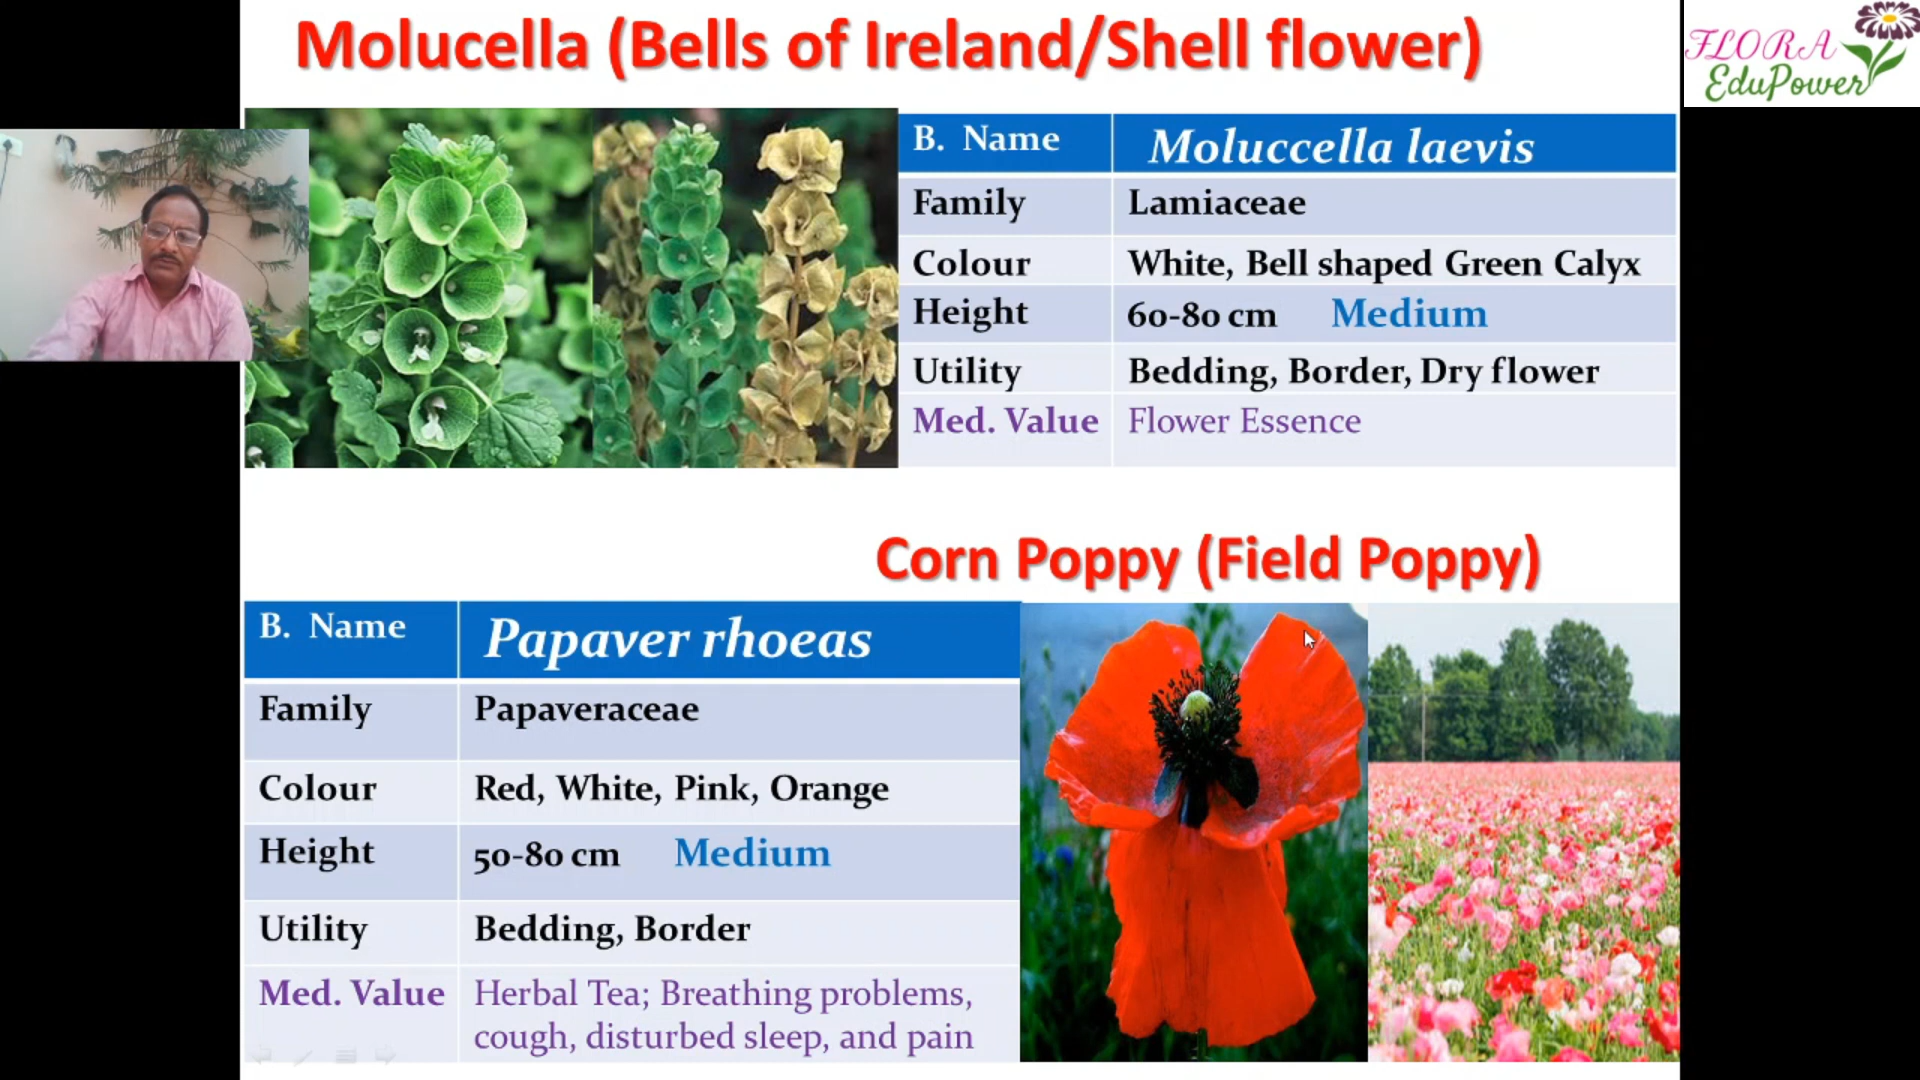 Molucella (Bells of Ireland/Shell flower)
FLORA
EduPower
B. Name Moluccella laevis
Family Lamiaceae
Colour White, Bell shaped Green Calyx
Height 60-80 cm Medium
Utility Bedding, Border, Dry flower
Med. Value Flower Essence
Corn Poppy (Field Poppy)
B. Name Papaver rhoeas
Family Papaveraceae
Colour Red, White, Pink, Orange
Height 50-80 cm Medium
Utility Bedding, Border
Med. Value Herbal Tea; Breathing problems,
cough, disturbed sleep, and pain